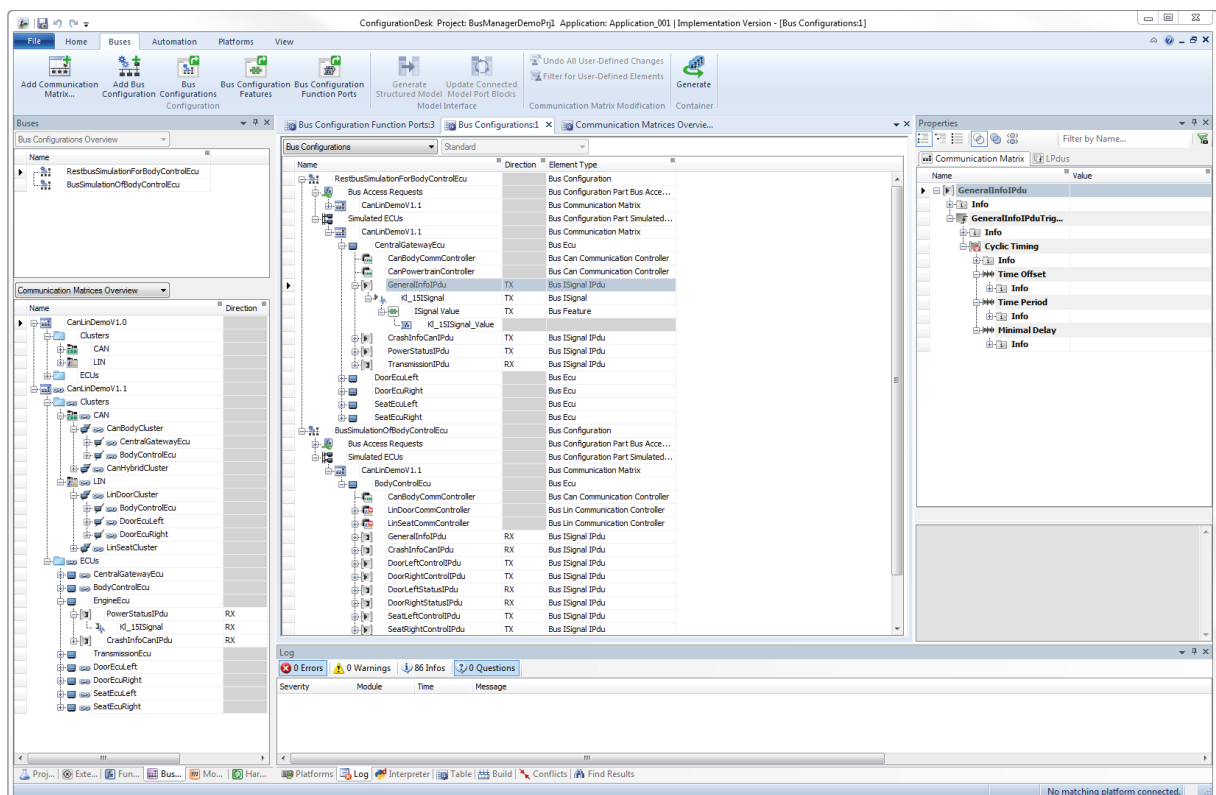 ConfigurationDesk Project: BusManagerDemoPrj1 Application: Application_001 | Implementation Version - [Bus Configurations:1]
File Home Buses Automation Platforms View
Add Communication Matrix...
Add Bus Configuration
Bus Configurations
Bus Configuration Features
Bus Configuration Function Ports
Generate Structured Model
Update Connected Model Port Blocks
Undo All User-Defined Changes
Filter for User-Defined Elements
Generate
Configuration Model Interface Communication Matrix Modification Container
Buses
Bus Configurations Overview
Name
RestbusSimulationForBodyControlEcu
BusSimulationOfBodyControlEcu
Communication Matrices Overview
Name Direction
CanLinDemoV1.0
Clusters
CAN
LIN
ECUs
CanLinDemoV1.1
Clusters
CAN
CanBodyCluster
CentralGatewayEcu
BodyControlEcu
CanHybridCluster
LIN
LinDoorCluster
BodyControlEcu
DoorEcuLeft
DoorEcuRight
LinSeatCluster
ECUs
CentralGatewayEcu
BodyControlEcu
EngineEcu
PowerStatusIPdu RX
Kl_15ISignal RX
CrashInfoCanIPdu RX
TransmissionEcu
DoorEcuLeft
DoorEcuRight
SeatEcuLeft
SeatEcuRight
Proj... Exte... Fun... Bus... Mo... Har...
Bus Configuration Function Ports:3 Bus Configurations:1 Communication Matrices Overvie...
Bus Configurations Standard
Name Direction Element Type
RestbusSimulationForBodyControlEcu Bus Configuration
Bus Access Requests Bus Configuration Part Bus Acce...
CanLinDemoV1.1 Bus Communication Matrix
Simulated ECUs Bus Configuration Part Simulated...
CanLinDemoV1.1 Bus Communication Matrix
CentralGatewayEcu Bus Ecu
CanBodyCommController Bus Can Communication Controller
CanPowertrainController Bus Can Communication Controller
GeneralInfoIPdu TX Bus ISignal IPdu
Kl_15ISignal TX Bus ISignal
ISignal Value TX Bus Feature
Kl_15ISignal_Value
CrashInfoCanIPdu TX Bus ISignal IPdu
PowerStatusIPdu TX Bus ISignal IPdu
TransmissionIPdu RX Bus ISignal IPdu
DoorEcuLeft Bus Ecu
DoorEcuRight Bus Ecu
SeatEcuLeft Bus Ecu
SeatEcuRight Bus Ecu
BusSimulationOfBodyControlEcu Bus Configuration
Bus Access Requests Bus Configuration Part Bus Acce...
Simulated ECUs Bus Configuration Part Simulated...
CanLinDemoV1.1 Bus Communication Matrix
BodyControlEcu Bus Ecu
CanBodyCommController Bus Can Communication Controller
LinDoorCommController Bus Lin Communication Controller
LinSeatCommController Bus Lin Communication Controller
GeneralInfoIPdu RX Bus ISignal IPdu
CrashInfoCanIPdu RX Bus ISignal IPdu
DoorLeftControlIPdu TX Bus ISignal IPdu
DoorRightControlIPdu TX Bus ISignal IPdu
DoorLeftStatusIPdu RX Bus ISignal IPdu
DoorRightStatusIPdu RX Bus ISignal IPdu
SeatLeftControlIPdu TX Bus ISignal IPdu
SeatRightControlIPdu TX Bus ISignal IPdu
Properties
Filter by Name...
Communication Matrix LPdus
Name Value
GeneralInfoIPdu
Info
GeneralInfoIPduTrig...
Info
Cyclic Timing
Info
Time Offset
Info
Time Period
Info
Minimal Delay
Info
Log
0 Errors 0 Warnings 86 Infos 0 Questions
Severity Module Time Message
Platforms Log Interpreter Table Build Conflicts Find Results
No matching platform connected.